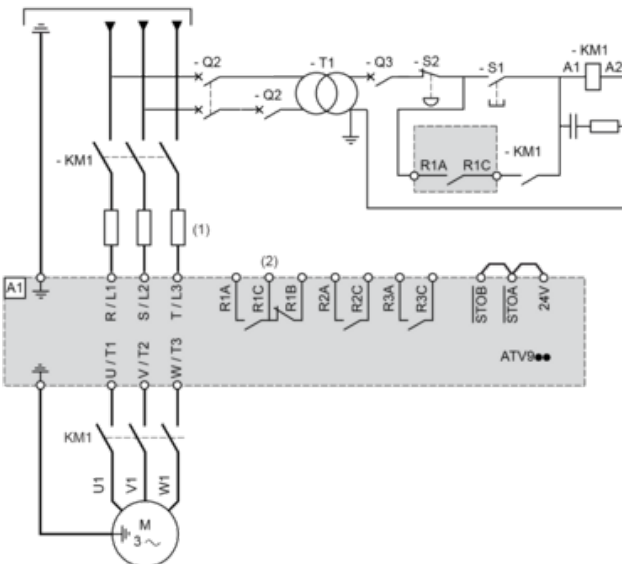 - Q2
- T1
- Q3
- S2
- S1
- KM1
A1
A2
- Q2
- KM1
R1A
R1C
- KM1
(1)
(2)
A1
R / L1
S / L2
T / L3
R1A
R1C
R1B
R2A
R2C
R3A
R3C
STOB
STOA
24V
U / T1
V / T2
W / T3
ATV9●●
KM1
U1
V1
W1
M
3 ~